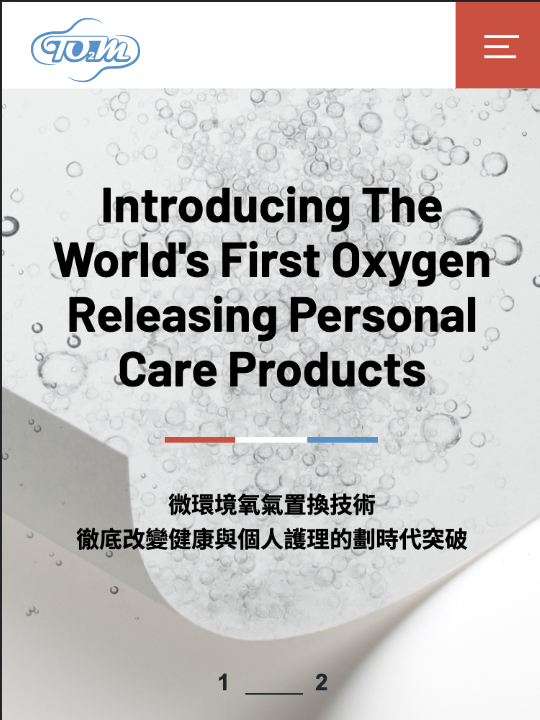 TO2M
Introducing The
World's First Oxygen
Releasing Personal
Care Products
微環境氧氣置換技術
徹底改變健康與個人護理的劃時代突破
1
2